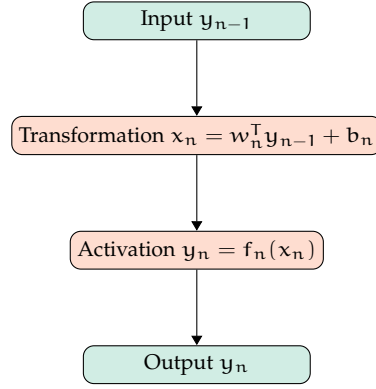 Input y_{n−1}
Transformation x_n = w_n^T y_{n−1} + b_n
Activation y_n = f_n(x_n)
Output y_n